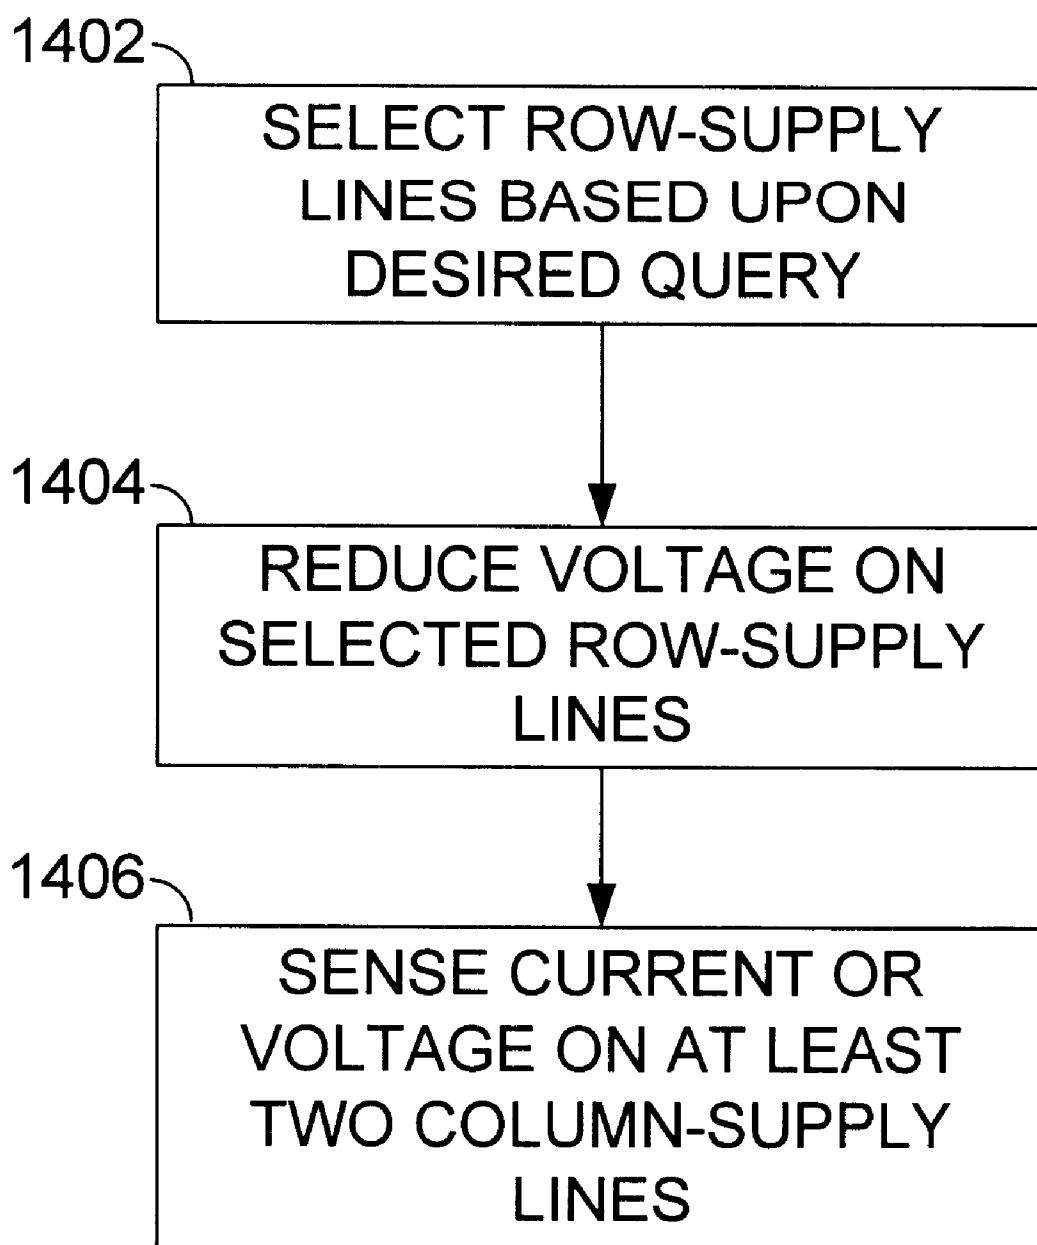 1402
SELECT ROW-SUPPLY
LINES BASED UPON
DESIRED QUERY
1404
REDUCE VOLTAGE ON
SELECTED ROW-SUPPLY
LINES
1406
SENSE CURRENT OR
VOLTAGE ON AT LEAST
TWO COLUMN-SUPPLY
LINES